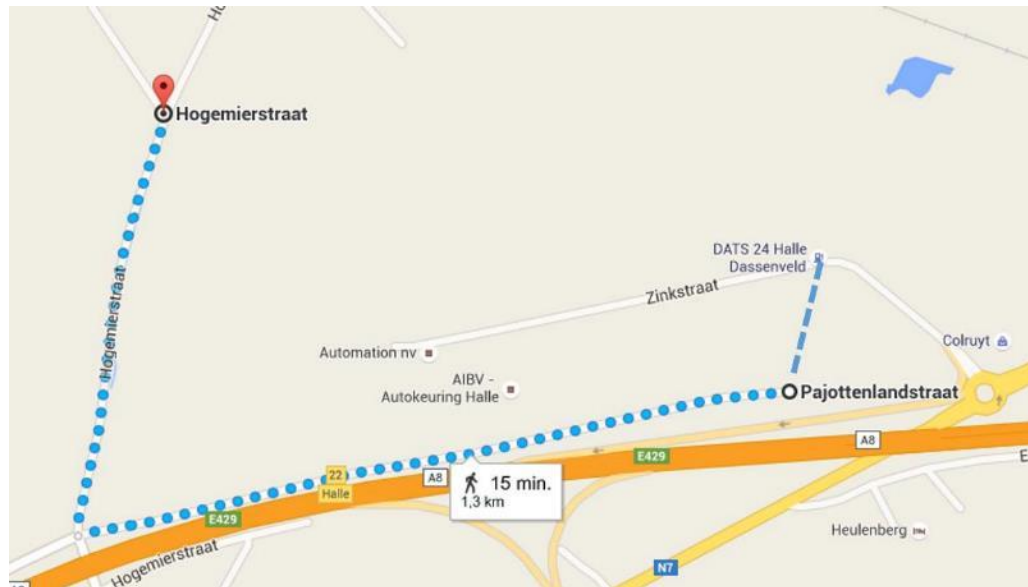 Ho
Hogemierstraat
DATS 24 Halle
Dassenveld
Zinkstraat
Hogemierstraat
Automation nv
Colruyt
AIBV -
Autokeuring Halle
Pajottenlandstraat
A8
E429
22
Halle
A8
15 min.
1,3 km
E429
Heulenberg
Hogemierstraat
N7
E